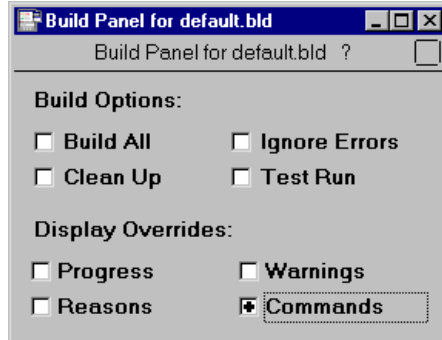 Build Panel for default.bld
Build Panel for default.bld ?
Build Options:
Build All Ignore Errors
Clean Up Test Run
Display Overrides:
Progress Warnings
Reasons Commands